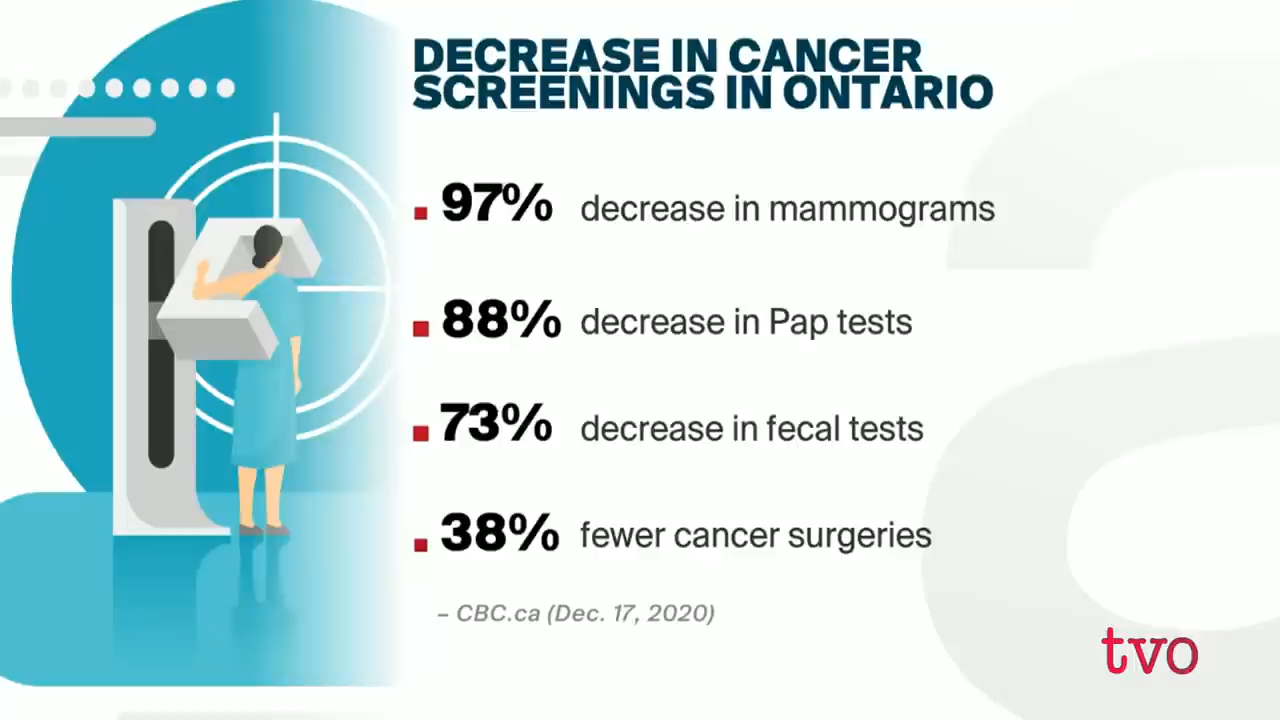 DECREASE IN CANCER
SCREENINGS IN ONTARIO
97% decrease in mammograms
88% decrease in Pap tests
73% decrease in fecal tests
38% fewer cancer surgeries
– CBC.ca (Dec. 17, 2020)
tvo